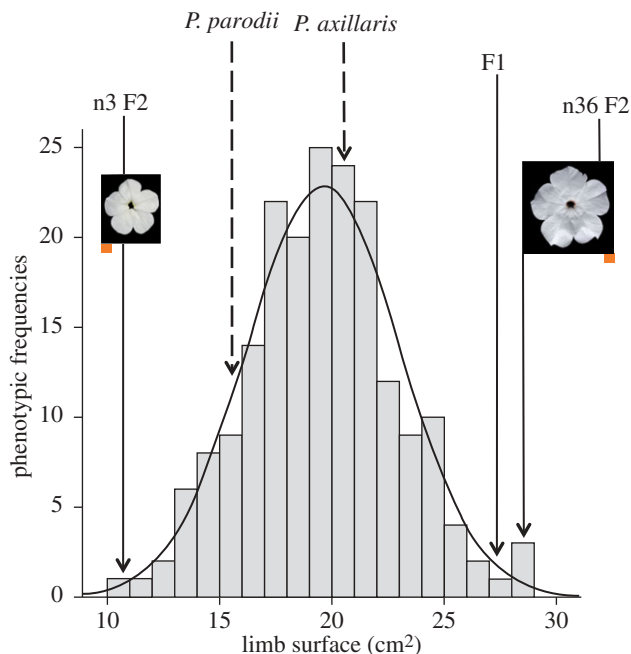 P. parodii P. axillaris
F1
n3 F2
n36 F2
25
20
15
10
5
0
phenotypic frequencies
10 15 20 25 30
limb surface (cm2)